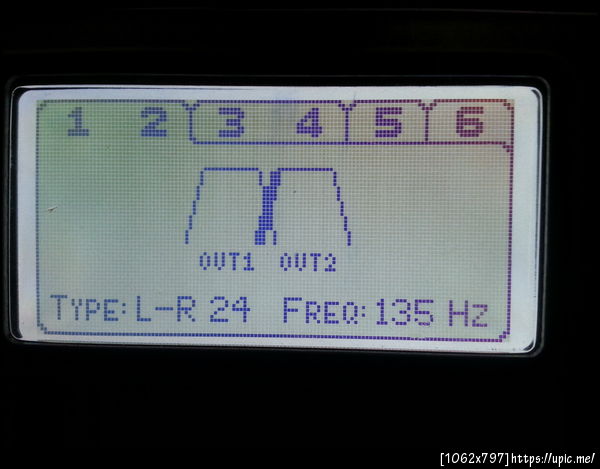 1 2 3 4 5 6
OUT1 OUT2
TYPE: L-R 24 FREQ: 135 HZ
[1062x797]https://upic.me/